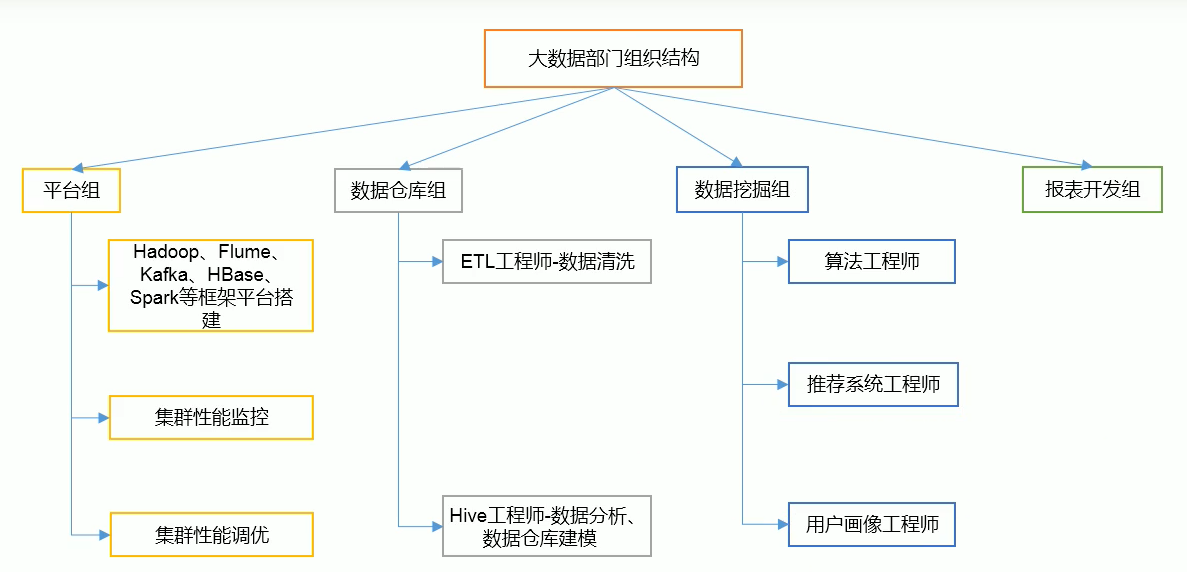 大数据部门组织结构
平台组
数据仓库组
数据挖掘组
报表开发组
Hadoop、Flume、
Kafka、HBase、
Spark等框架平台搭
建
集群性能监控
集群性能调优
ETL工程师-数据清洗
Hive工程师-数据分析、
数据仓库建模
算法工程师
推荐系统工程师
用户画像工程师